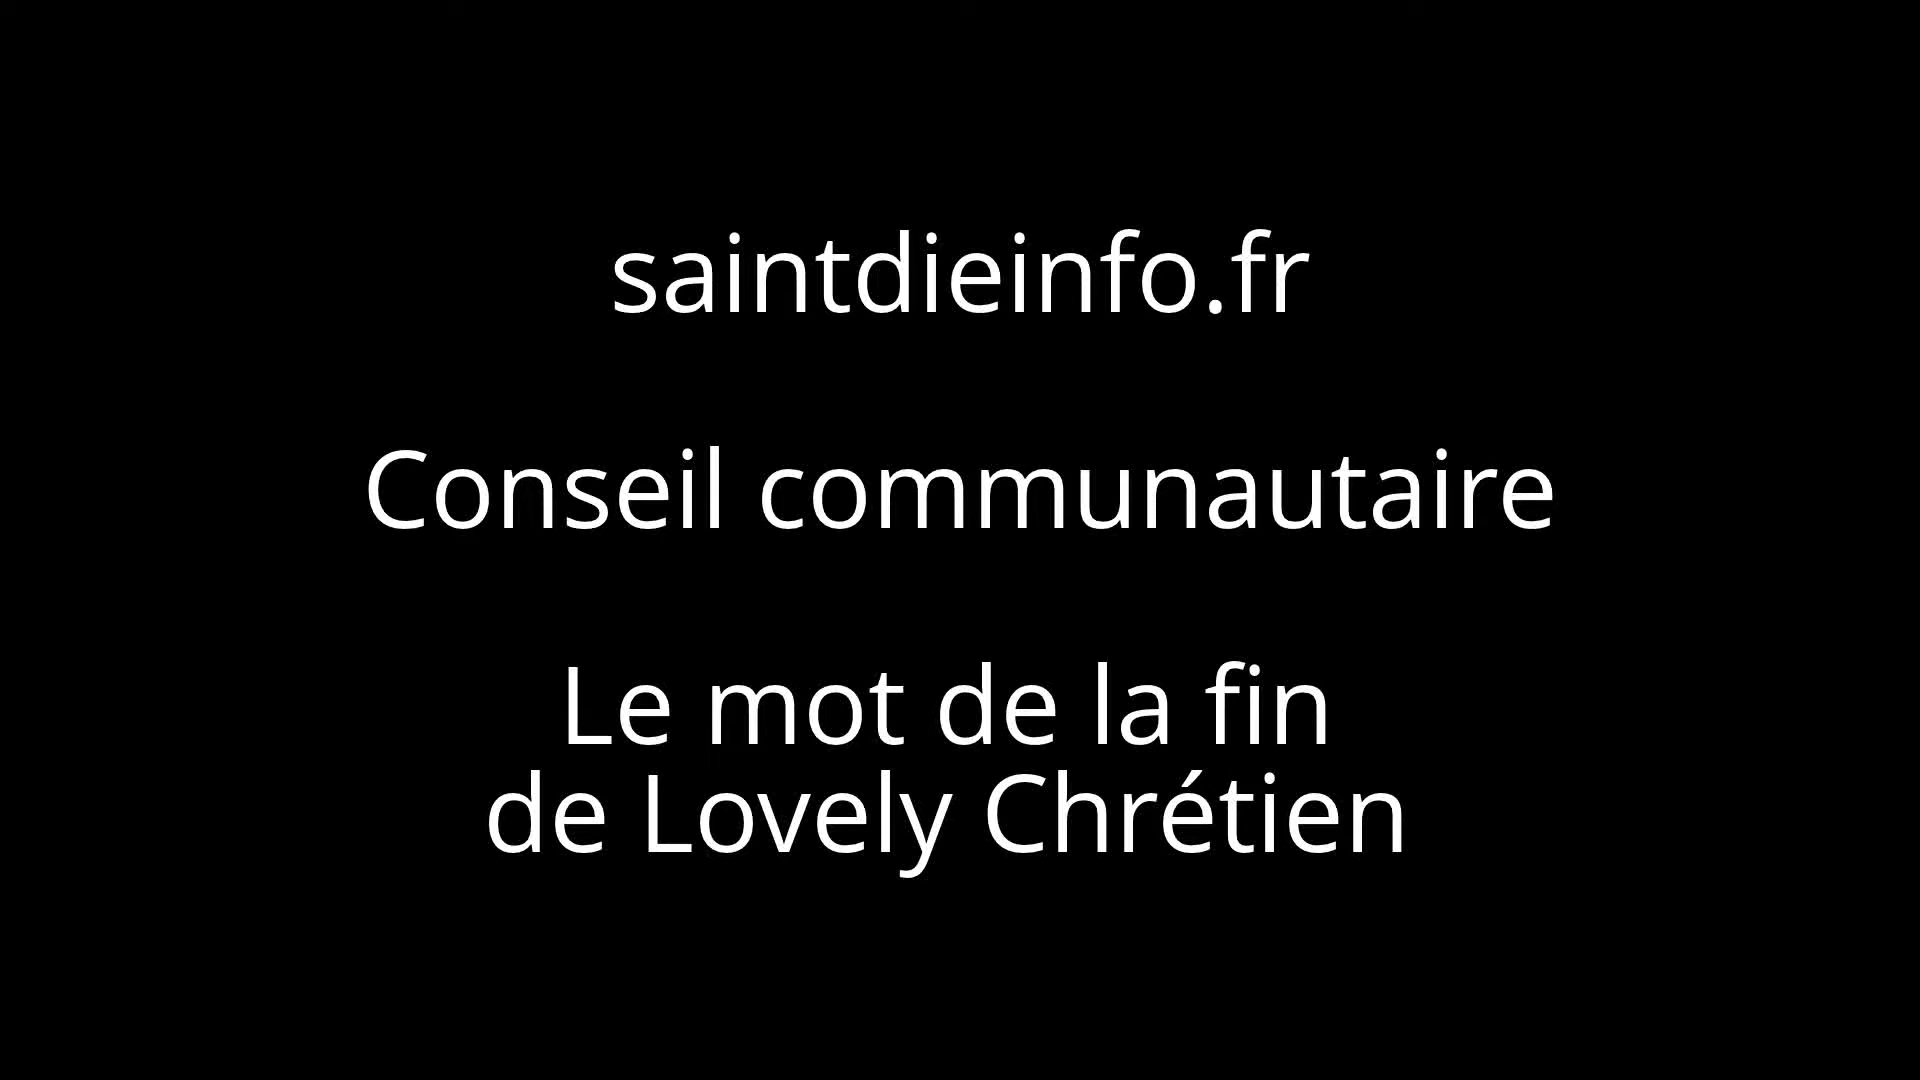 saintdieinfo.fr
Conseil communautaire
Le mot de la fin
de Lovely Chrétien